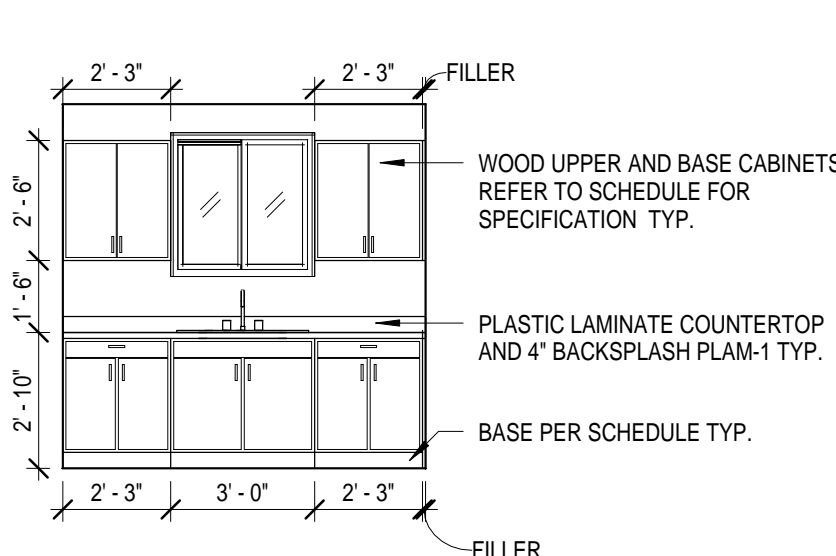 2' - 3"
2' - 3"
FILLER
WOOD UPPER AND BASE CABINETS
REFER TO SCHEDULE FOR
SPECIFICATION TYP.
2' - 6"
1' - 6"
PLASTIC LAMINATE COUNTERTOP
AND 4" BACKSPLASH PLAM-1 TYP.
2' - 10"
BASE PER SCHEDULE TYP.
2' - 3"
3' - 0"
2' - 3"
FILLER